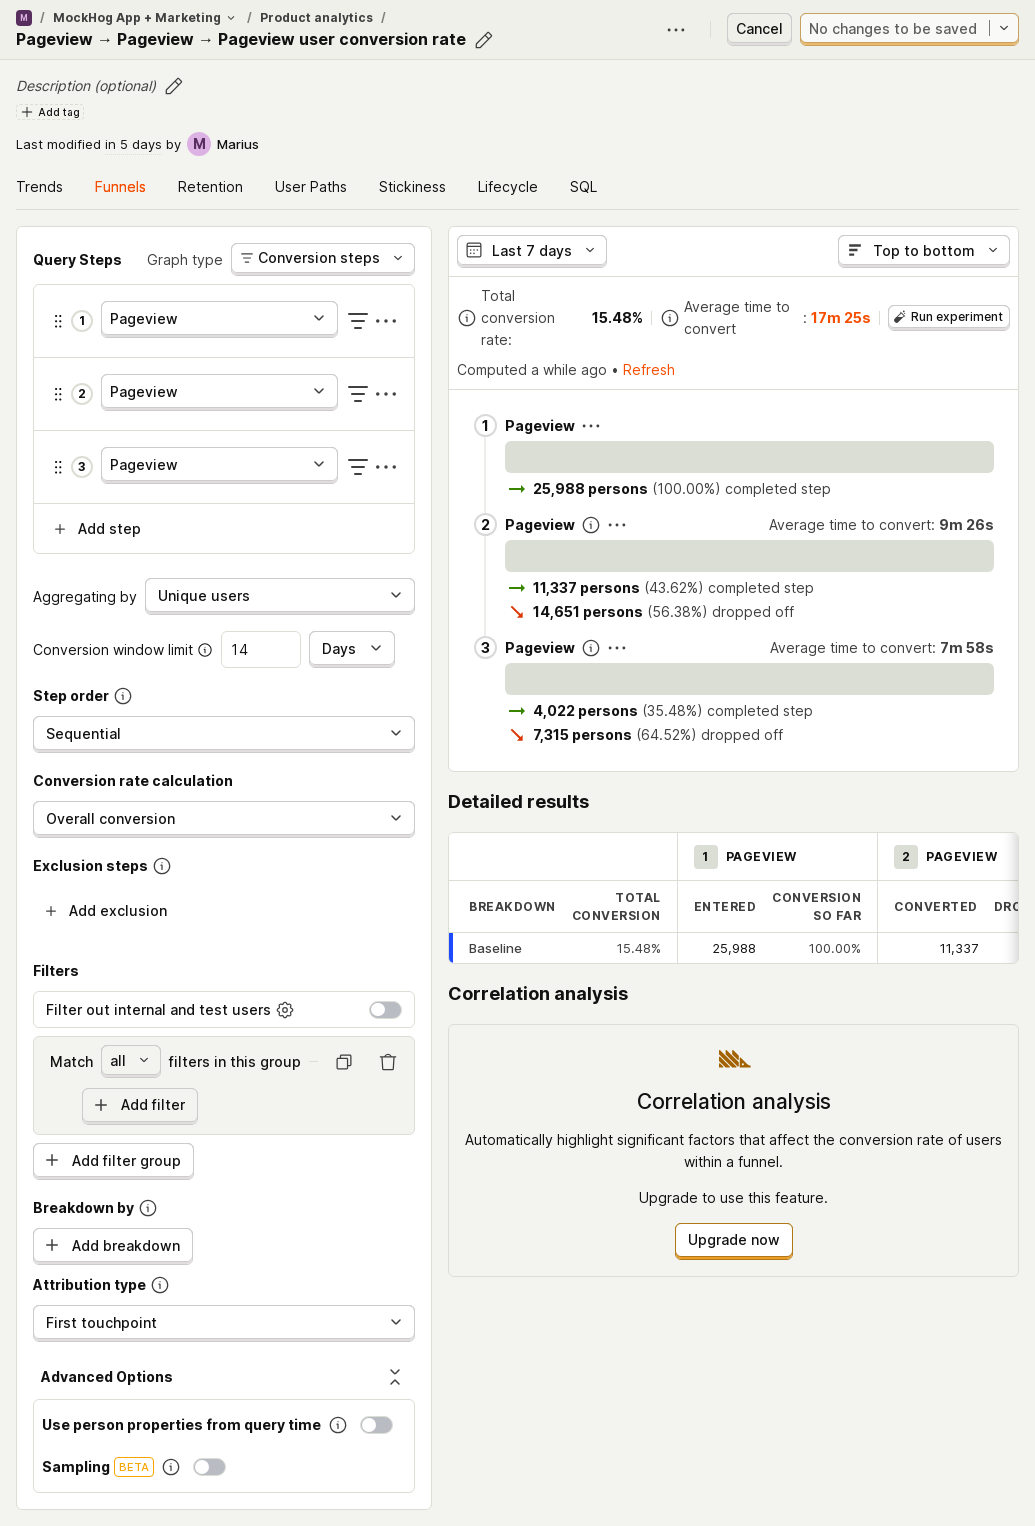 M / MockHog App + Marketing / Product analytics /
Pageview → Pageview → Pageview user conversion rate
Cancel
No changes to be saved
Description (optional)
Add tag
Last modified in 5 days by M Marius
Trends Funnels Retention User Paths Stickiness Lifecycle SQL
Query Steps Graph type Conversion steps
1 Pageview
2 Pageview
3 Pageview
Add step
Aggregating by Unique users
Conversion window limit 14 Days
Step order
Sequential
Conversion rate calculation
Overall conversion
Exclusion steps
Add exclusion
Filters
Filter out internal and test users
Match all filters in this group
Add filter
Add filter group
Breakdown by
Add breakdown
Attribution type
First touchpoint
Advanced Options
Use person properties from query time
Sampling BETA
Last 7 days Top to bottom
Total
conversion
rate:
15.48%
Average time to
convert
: 17m 25s
Run experiment
Computed a while ago • Refresh
1 Pageview
→ 25,988 persons (100.00%) completed step
2 Pageview Average time to convert: 9m 26s
→ 11,337 persons (43.62%) completed step
↘ 14,651 persons (56.38%) dropped off
3 Pageview Average time to convert: 7m 58s
→ 4,022 persons (35.48%) completed step
↘ 7,315 persons (64.52%) dropped off
Detailed results
1 PAGEVIEW 2 PAGEVIEW
BREAKDOWN
TOTAL
CONVERSION
ENTERED
CONVERSION
SO FAR
CONVERTED DRO
Baseline 15.48% 25,988 100.00% 11,337
Correlation analysis
Correlation analysis
Automatically highlight significant factors that affect the conversion rate of users
within a funnel.
Upgrade to use this feature.
Upgrade now